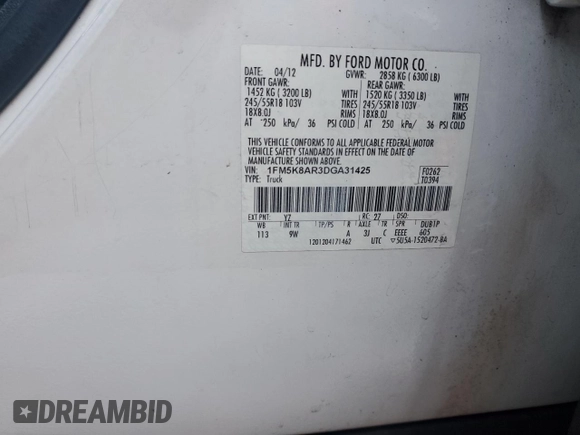 MFD. BY FORD MOTOR CO.
DATE: 04/12 GVWR: 2858 KG ( 6300 LB)
FRONT GAWR: REAR GAWR:
1452 KG ( 3200 LB) 1520 KG ( 3350 LB)
245/55R18 103V TIRES 245/55R18 103V TIRES
18X8.0J RIMS 18X8.0J RIMS
AT 250 kPa/ 36 PSI COLD AT 250 kPa/ 36 PSI COLD
THIS VEHICLE CONFORMS TO ALL APPLICABLE FEDERAL MOTOR
VEHICLE SAFETY STANDARDS IN EFFECT ON THE DATE OF
MANUFACTURE SHOWN ABOVE.
VIN: 1FM5K8AR3DGA31425 F0262
TYPE: Truck T0394
EXT PNT: YZ RC: 27 DSO:
WB INT TR TP/PS R AXLE TR SPR DUB1P
113 9W A 3J C EEEE 605
1201204171462 UTC 5U5A-1520472-BA
DREAMBID